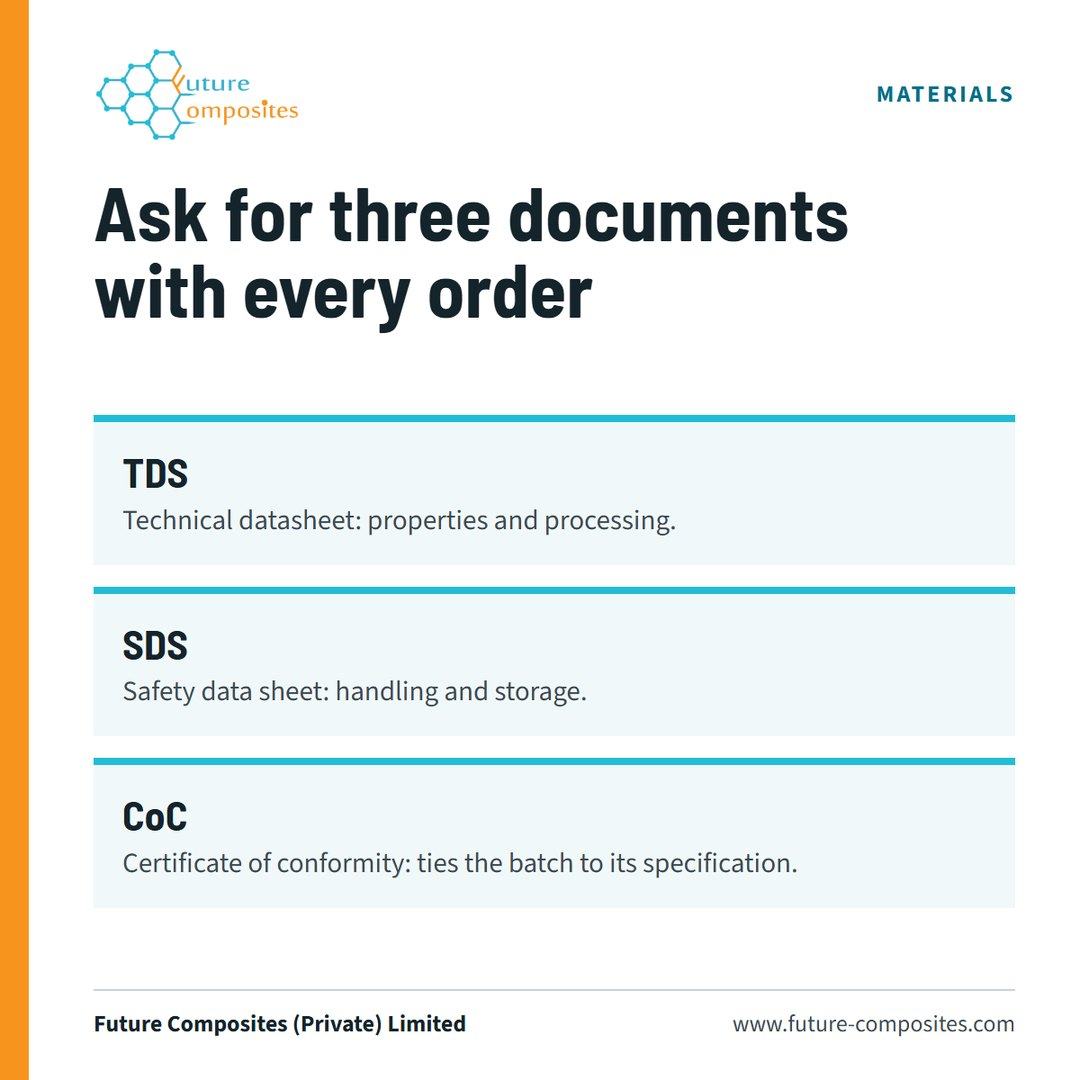 uture
omposites
MATERIALS
Ask for three documents
with every order
TDS
Technical datasheet: properties and processing.
SDS
Safety data sheet: handling and storage.
CoC
Certificate of conformity: ties the batch to its specification.
Future Composites (Private) Limited
www.future-composites.com